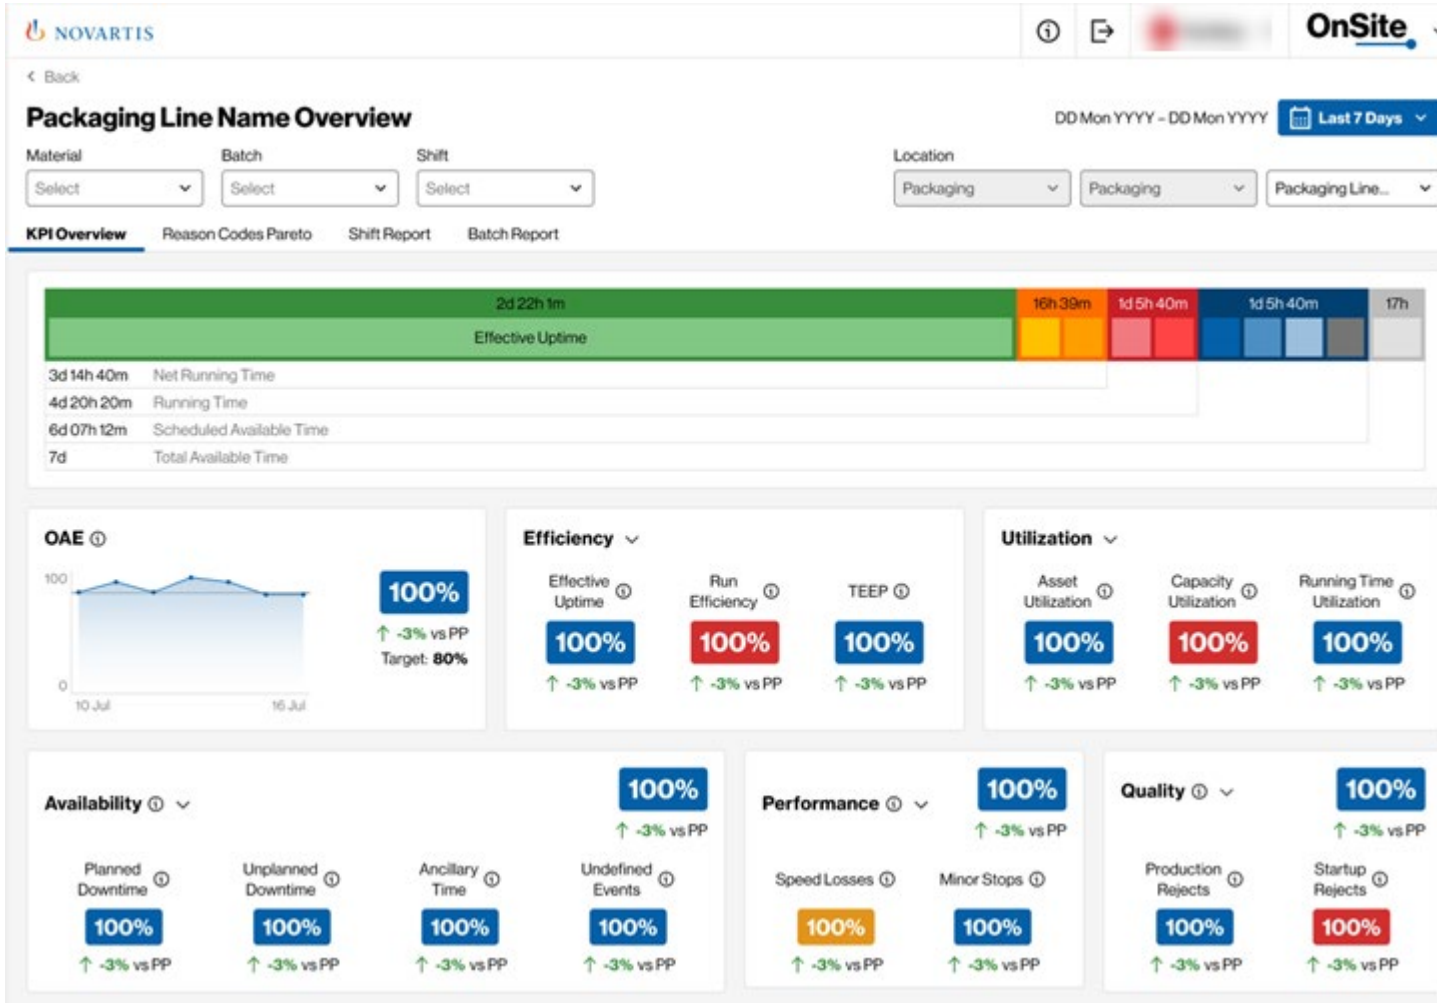 NOVARTIS
OnSite
Back
Packaging Line Name Overview
DD Mon YYYY – DD Mon YYYY
Last 7 Days
Material
Batch
Shift
Location
Select
Select
Select
Packaging
Packaging
Packaging Line...
KPI Overview
Reason Codes Pareto
Shift Report
Batch Report
2d 22h 1m
16h 39m
1d 5h 40m
1d 5h 40m
17h
Effective Uptime
3d 14h 40m Net Running Time
4d 20h 20m Running Time
6d 07h 12m Scheduled Available Time
7d Total Available Time
OAE
100
0
10 Jul
16 Jul
100%
↑ -3% vs PP
Target: 80%
Efficiency
Effective
Uptime
100%
↑ -3% vs PP
Run
Efficiency
100%
↑ -3% vs PP
TEEP
100%
↑ -3% vs PP
Utilization
Asset
Utilization
100%
↑ -3% vs PP
Capacity
Utilization
100%
↑ -3% vs PP
Running Time
Utilization
100%
↑ -3% vs PP
Availability
100%
↑ -3% vs PP
Planned
Downtime
100%
↑ -3% vs PP
Unplanned
Downtime
100%
↑ -3% vs PP
Ancillary
Time
100%
↑ -3% vs PP
Undefined
Events
100%
↑ -3% vs PP
Performance
100%
↑ -3% vs PP
Speed Losses
100%
↑ -3% vs PP
Minor Stops
100%
↑ -3% vs PP
Quality
100%
↑ -3% vs PP
Production
Rejects
100%
↑ -3% vs PP
Startup
Rejects
100%
↑ -3% vs PP